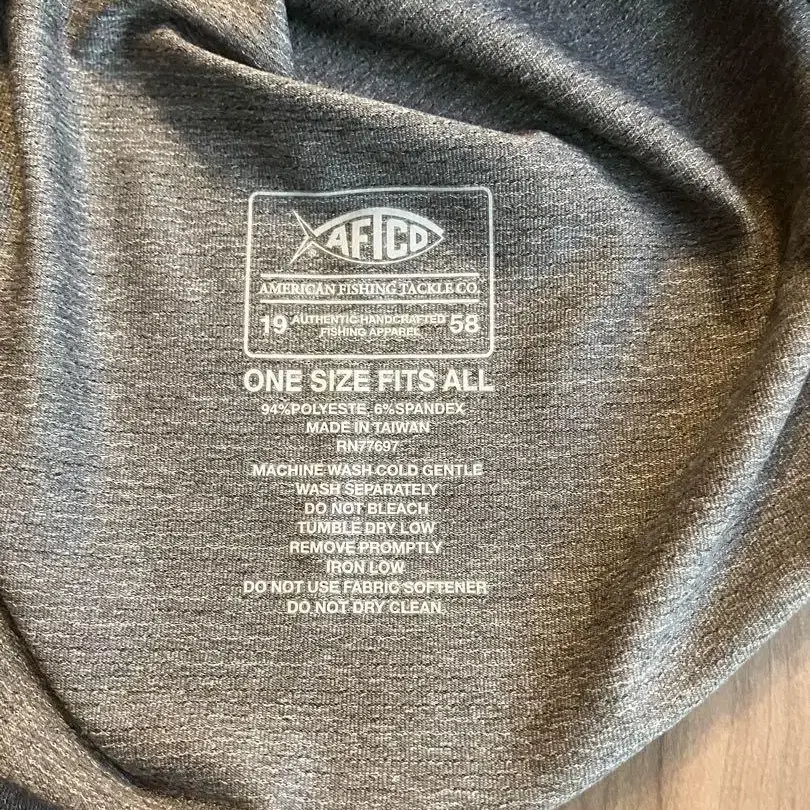 AFTCO
AMERICAN FISHING TACKLE CO
19 AUTHENTIC HANDCRAFTED 58
FISHING APPAREL
ONE SIZE FITS ALL
94%POLYESTE, 6%SPANDEX
MADE IN TAIWAN
RN77697
MACHINE WASH COLD GENTLE
WASH SEPARATELY
DO NOT BLEACH
TUMBLE DRY LOW
REMOVE PROMPTLY
IRON LOW
DO NOT USE FABRIC SOFTENER
DO NOT DRY CLEAN